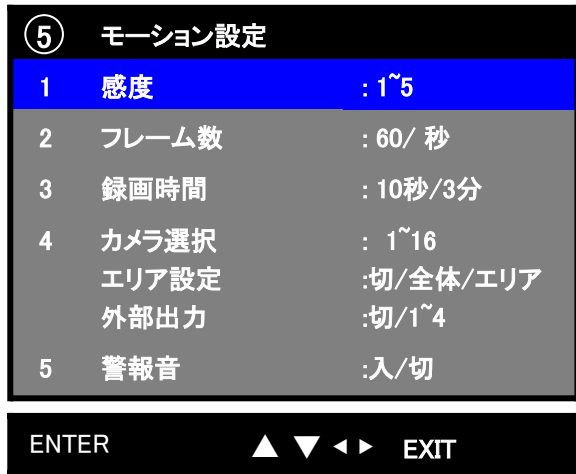 ⑤ モーション設定
1 感度 : 1~5
2 フレーム数 : 60/ 秒
3 録画時間 : 10秒/3分
4 カメラ選択 : 1~16
エリア設定 :切/全体/エリア
外部出力 :切/1~4
5 警報音 :入/切
ENTER ▲ ▼ ◄ ► EXIT